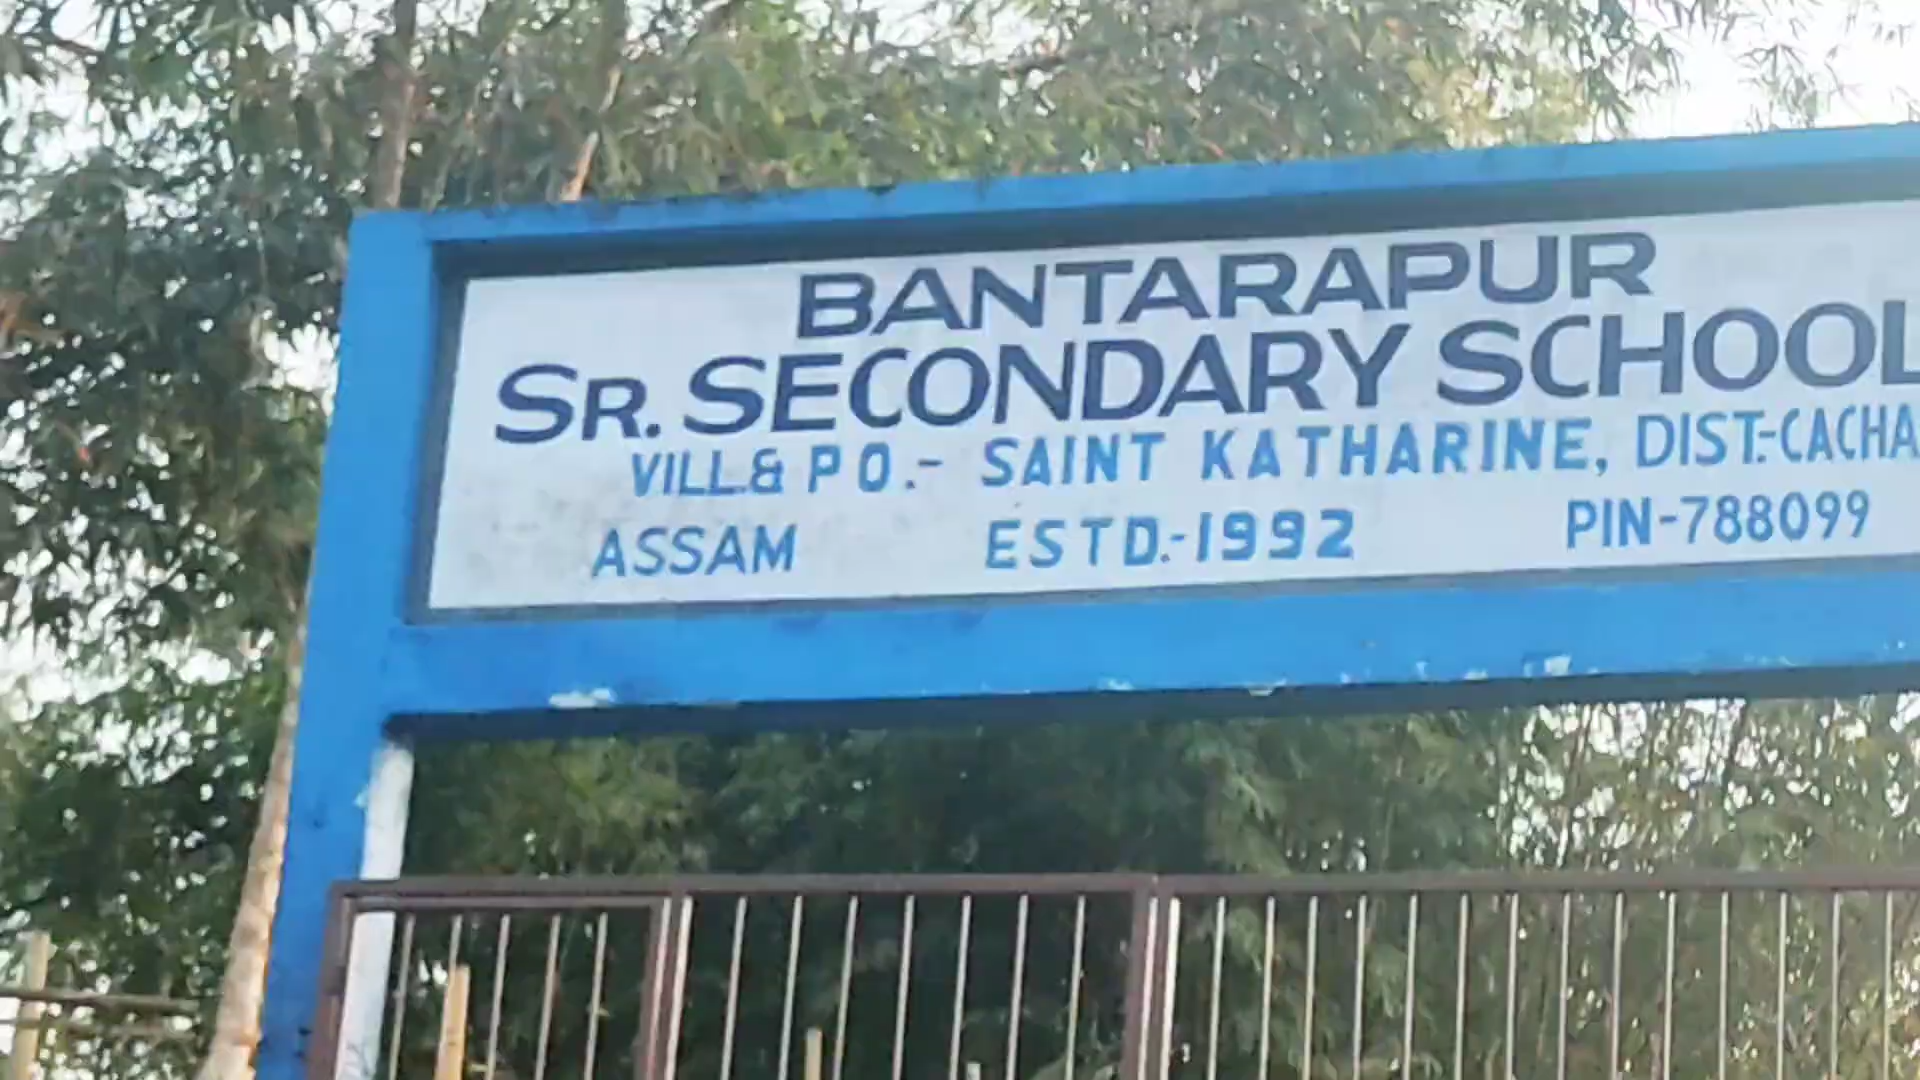 BANTARAPUR
SR. SECONDARY SCHOOL
VILL.& P O.- SAINT KATHARINE, DIST:-CACHA
ASSAM ESTD.-1992 PIN-788099